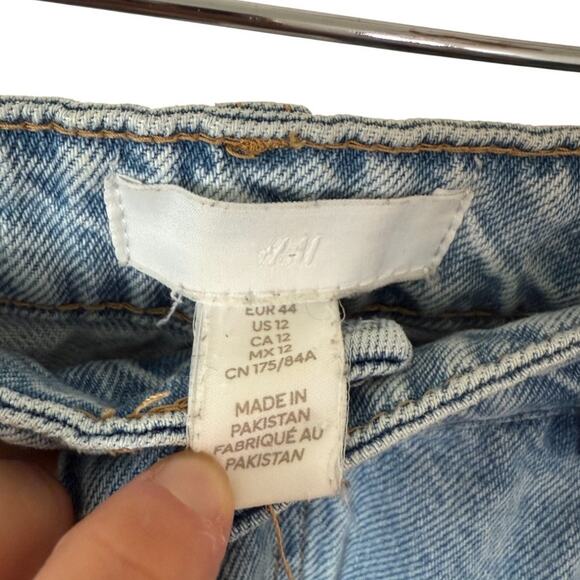 H&M
EUR 44
US 12
CA 12
MX 12
CN 175/84A
MADE IN
PAKISTAN
FABRIQUÉ AU
PAKISTAN